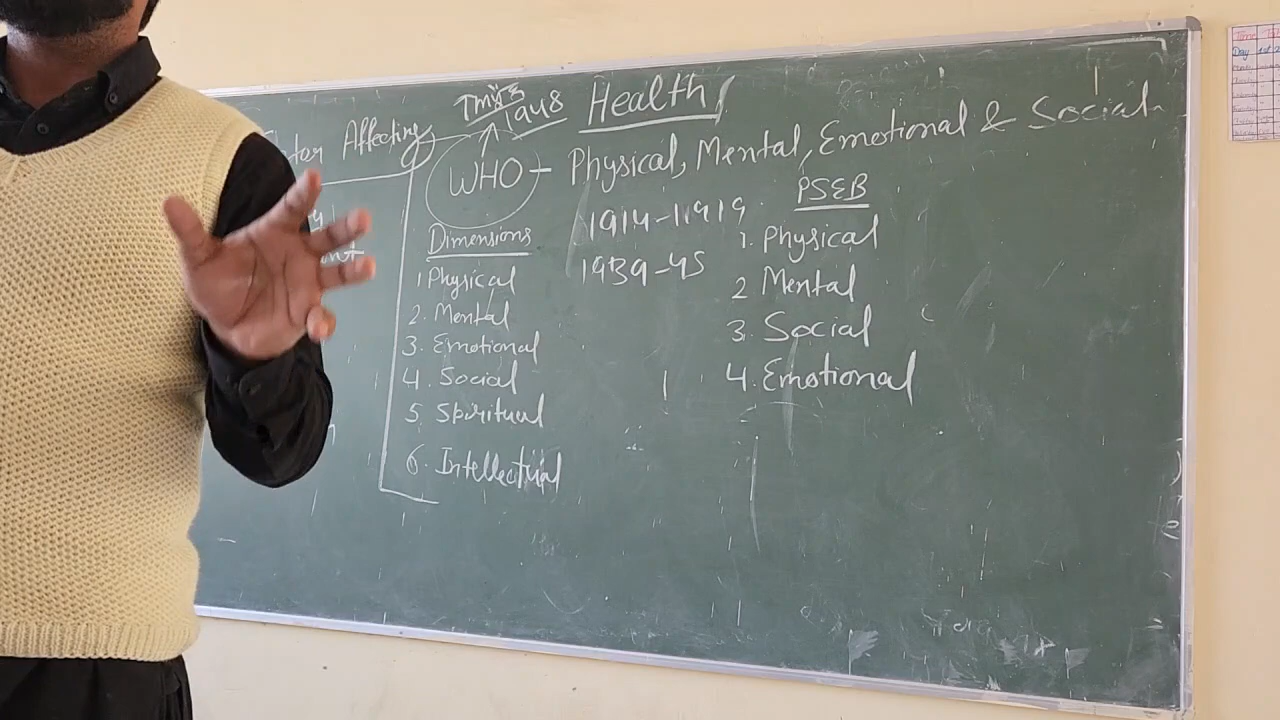 1948 Health
Affecting
WHO - Physical, Mental, Emotional & Social
1914-1919
1939-45
Dimensions
1 Physical
2. Mental
3. Emotional
4. Social
5 Spiritual
6. Intellectual
PSEB
1. Physical
2 Mental
3. Social
4. Emotional
Day